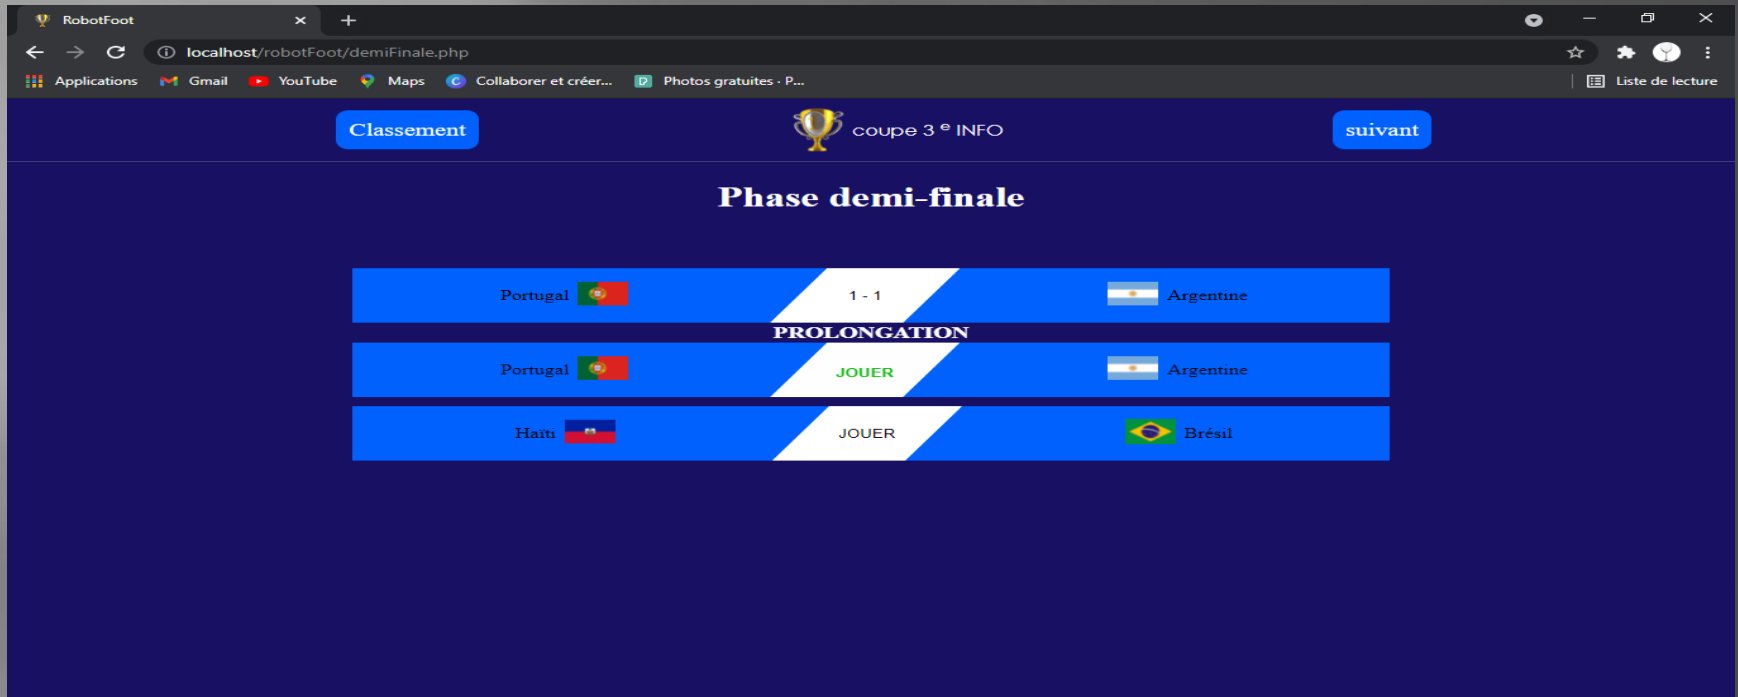 RobotFoot
localhost/robotFoot/demiFinale.php
Applications Gmail YouTube Maps Collaborer et créer... Photos gratuites · P... Liste de lecture
Classement coupe 3 e INFO suivant
Phase demi-finale
Portugal 1 - 1 Argentine
PROLONGATION
Portugal JOUER Argentine
Haïti JOUER Brésil